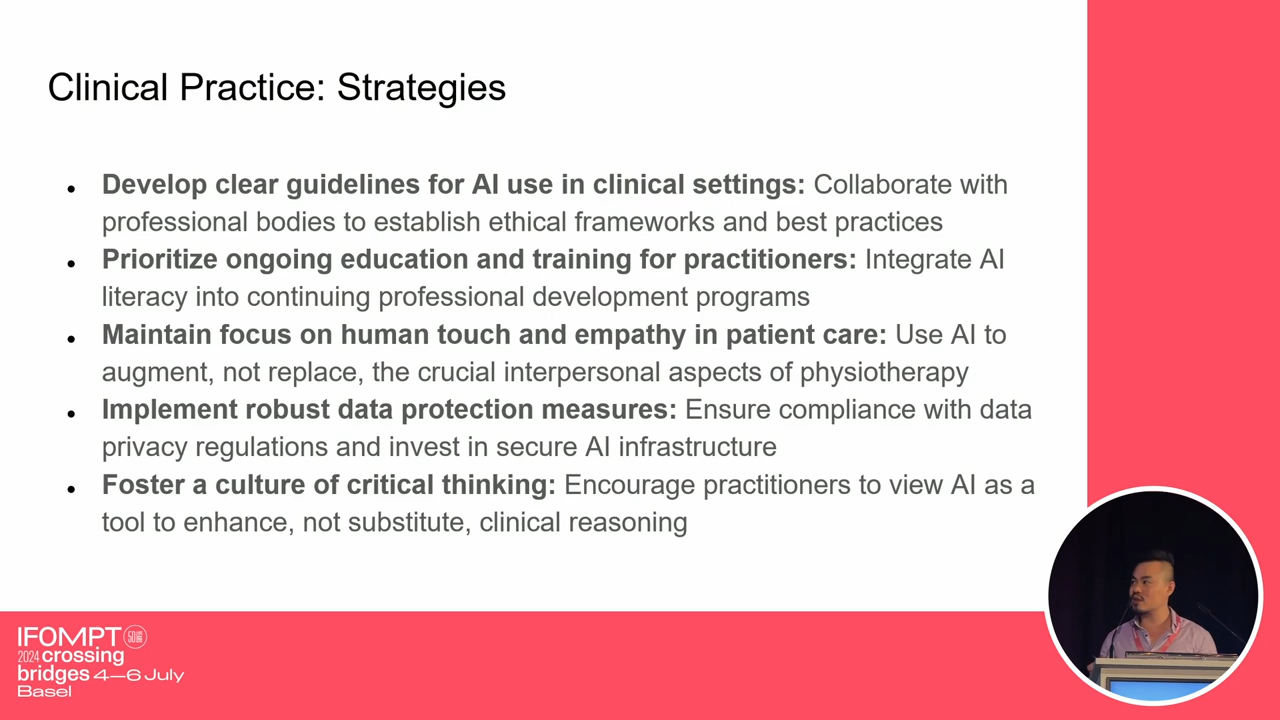 Clinical Practice: Strategies
● Develop clear guidelines for AI use in clinical settings: Collaborate with
professional bodies to establish ethical frameworks and best practices
● Prioritize ongoing education and training for practitioners: Integrate AI
literacy into continuing professional development programs
● Maintain focus on human touch and empathy in patient care: Use AI to
augment, not replace, the crucial interpersonal aspects of physiotherapy
● Implement robust data protection measures: Ensure compliance with data
privacy regulations and invest in secure AI infrastructure
● Foster a culture of critical thinking: Encourage practitioners to view AI as a
tool to enhance, not substitute, clinical reasoning
IFOMPT
2024 crossing
bridges 4—6 July
Basel